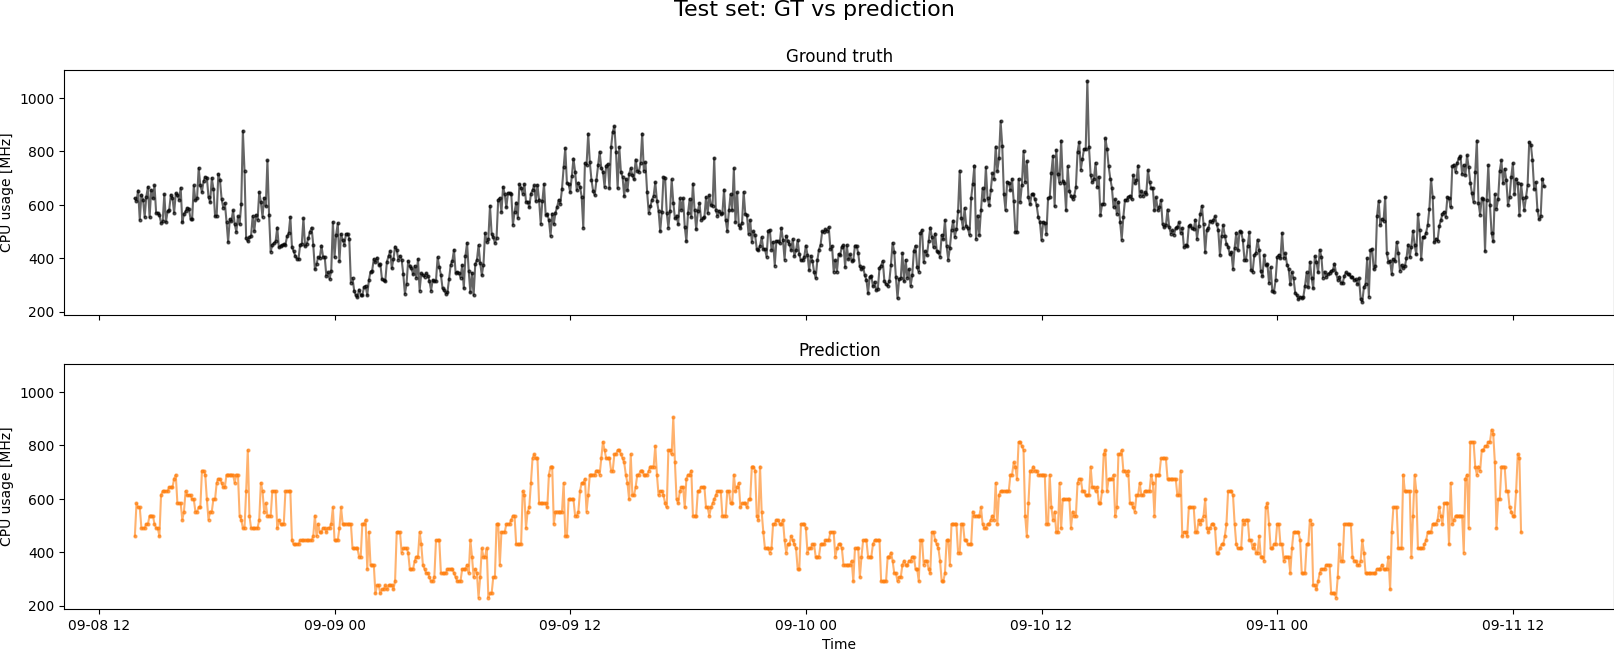 Test set: GT vs prediction
Ground truth
CPU usage [MHz]
1000
800
600
400
200
Prediction
CPU usage [MHz]
1000
800
600
400
200
09-08 12
09-09 00
09-09 12
09-10 00
09-10 12
09-11 00
09-11 12
Time